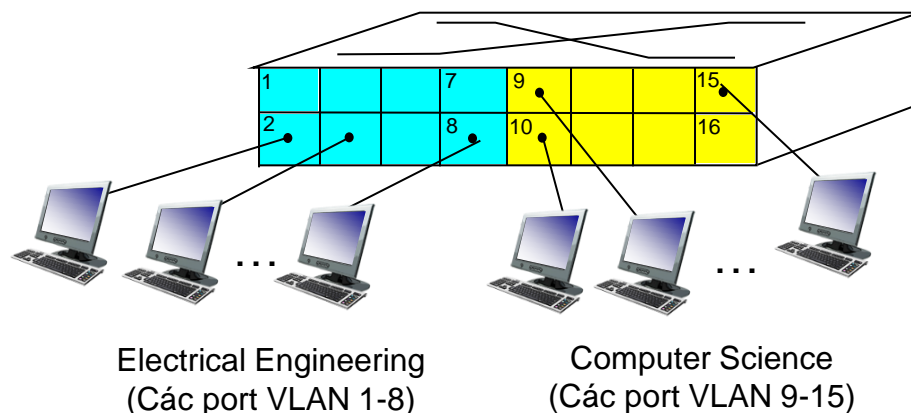 1 7 9 15
2 8 10 16
... ...
Electrical Engineering
(Các port VLAN 1-8)
Computer Science
(Các port VLAN 9-15)